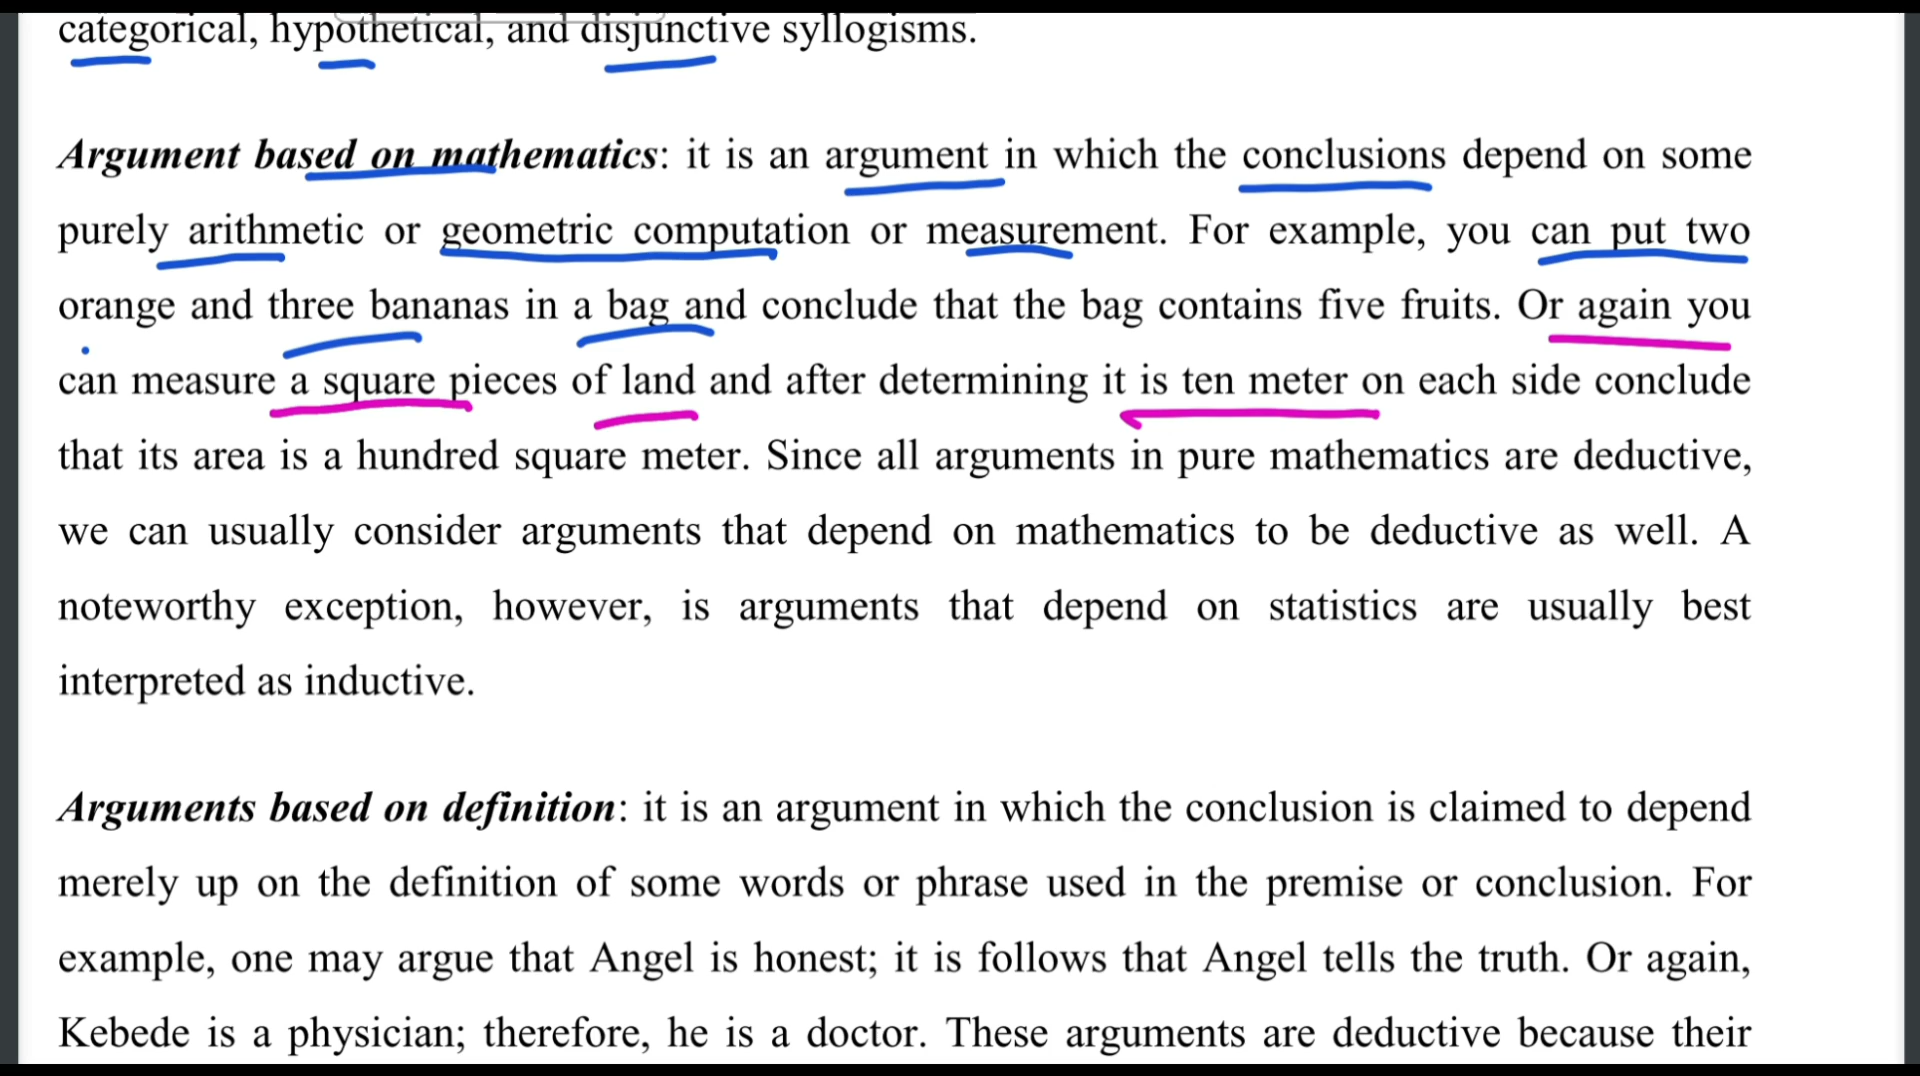 categorical, hypothetical, and disjunctive syllogisms.
Argument based on mathematics: it is an argument in which the conclusions depend on some
purely arithmetic or geometric computation or measurement. For example, you can put two
orange and three bananas in a bag and conclude that the bag contains five fruits. Or again you
can measure a square pieces of land and after determining it is ten meter on each side conclude
that its area is a hundred square meter. Since all arguments in pure mathematics are deductive,
we can usually consider arguments that depend on mathematics to be deductive as well. A
noteworthy exception, however, is arguments that depend on statistics are usually best
interpreted as inductive.
Arguments based on definition: it is an argument in which the conclusion is claimed to depend
merely up on the definition of some words or phrase used in the premise or conclusion. For
example, one may argue that Angel is honest; it is follows that Angel tells the truth. Or again,
Kebede is a physician; therefore, he is a doctor. These arguments are deductive because their